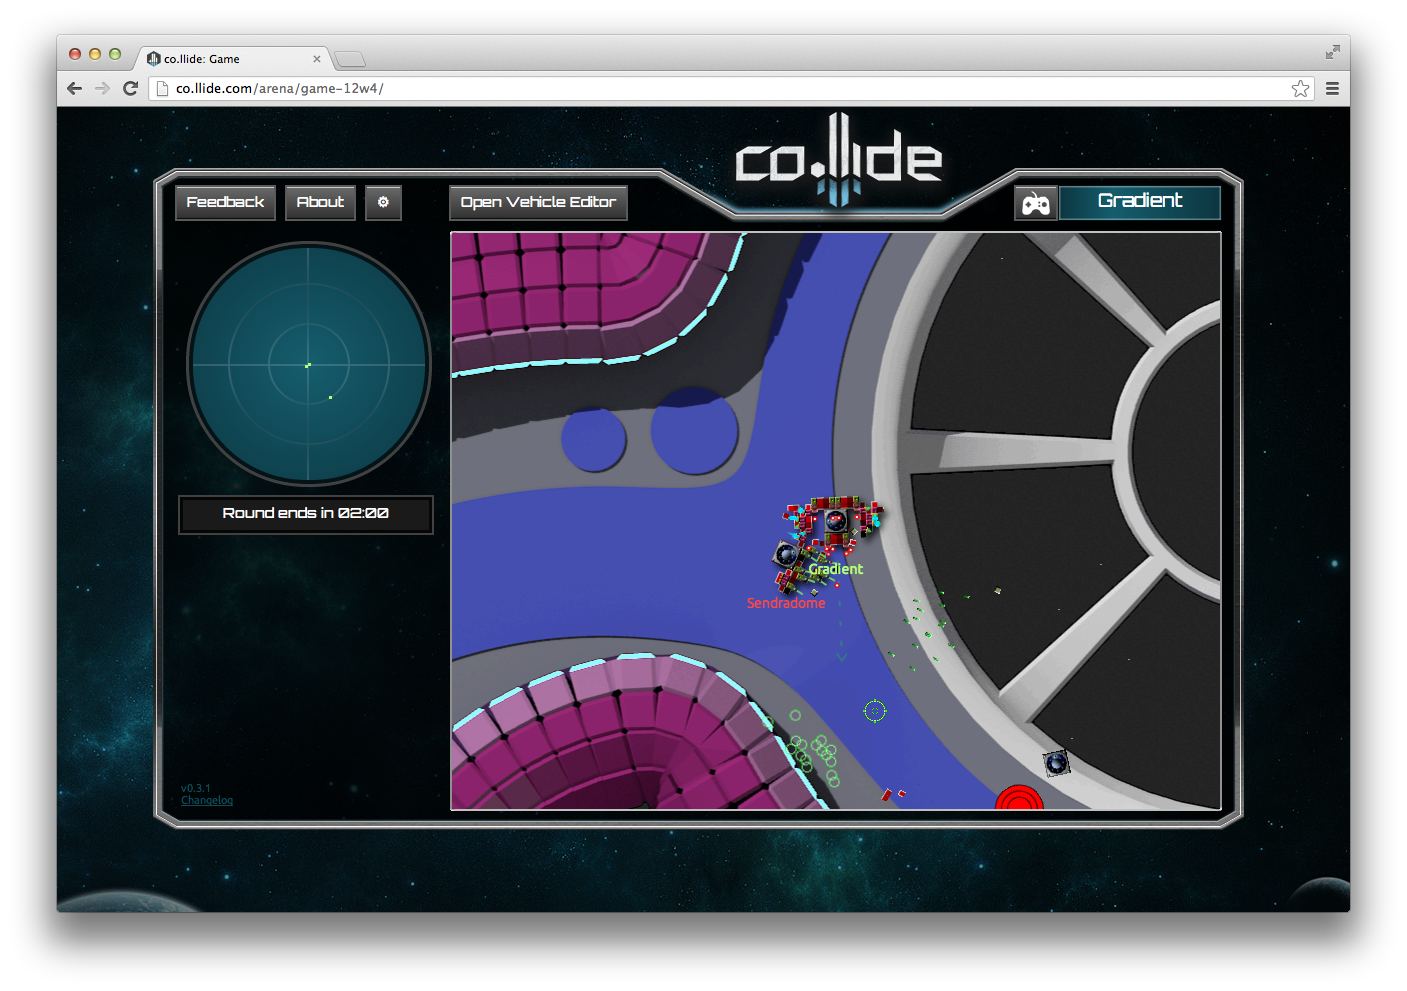 co.llide: Game
co.llide.com/arena/game-12w4/
co.llide
Feedback
About
Open Vehicle Editor
Gradient
Round ends in 02:00
Gradient
Sendradome
v0.3.1
Changelog